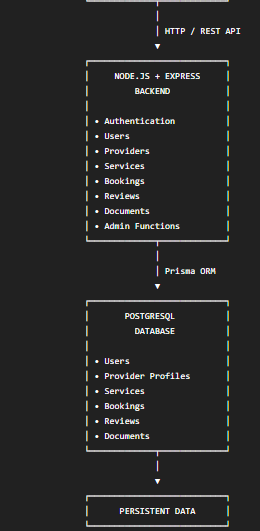 HTTP / REST API
NODE.JS + EXPRESS
BACKEND
• Authentication
• Users
• Providers
• Services
• Bookings
• Reviews
• Documents
• Admin Functions
Prisma ORM
POSTGRESQL
DATABASE
• Users
• Provider Profiles
• Services
• Bookings
• Reviews
• Documents
PERSISTENT DATA